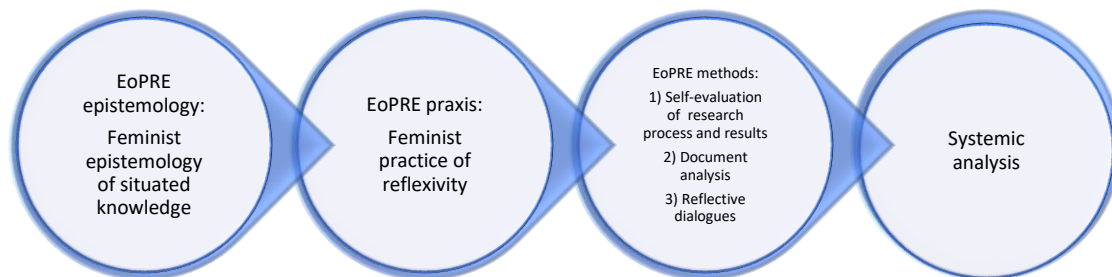 EoPRE
epistemology:
Feminist
epistemology
of situated
knowledge
EoPRE praxis:
Feminist
practice of
reflexivity
EoPRE methods:
1) Self-evaluation
of research
process and results
2) Document
analysis
3) Reflective
dialogues
Systemic
analysis